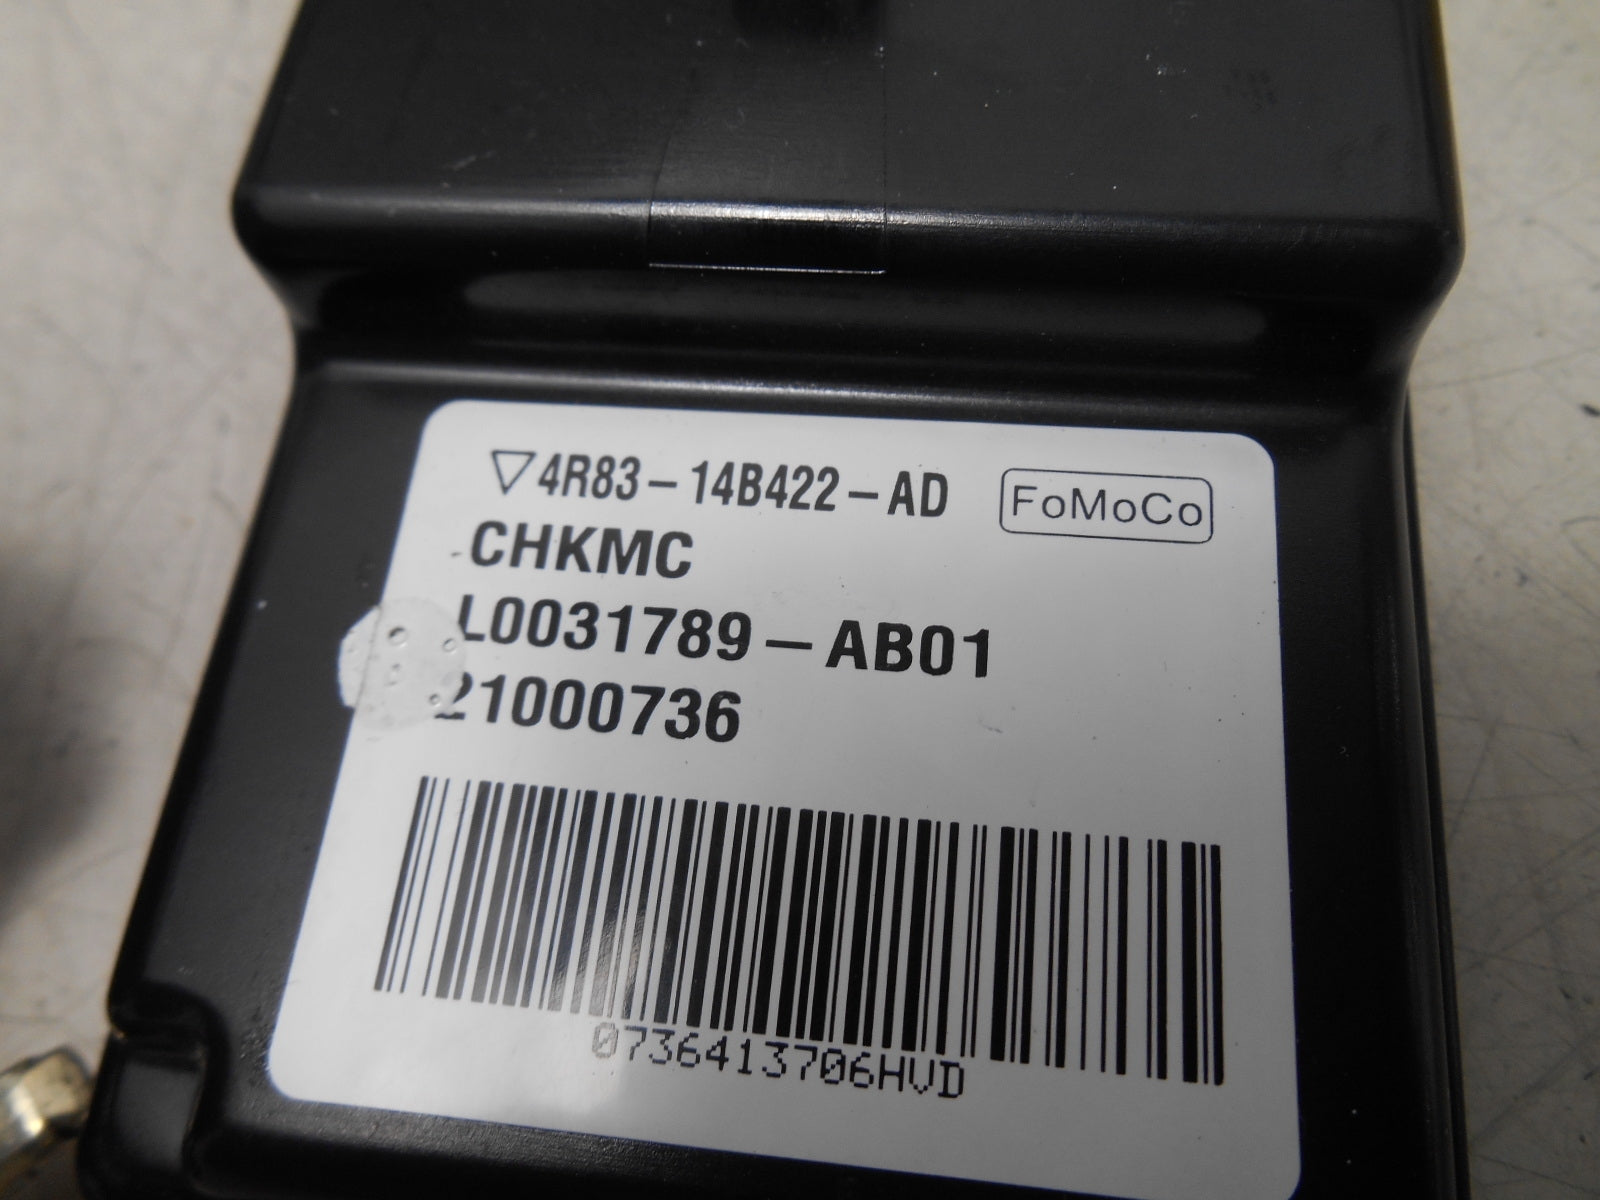 ▽4R83-14B422-AD FoMoCo
CHKMC
L0031789-AB01
21000736
0736413706HVD